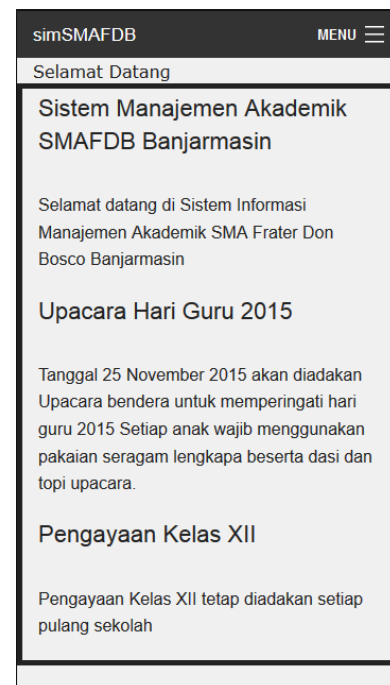 simSMAFDB
MENU
Selamat Datang
Sistem Manajemen Akademik
SMAFDB Banjarmasin
Selamat datang di Sistem Informasi
Manajemen Akademik SMA Frater Don
Bosco Banjarmasin
Upacara Hari Guru 2015
Tanggal 25 November 2015 akan diadakan
Upacara bendera untuk memperingati hari
guru 2015 Setiap anak wajib menggunakan
pakaian seragam lengkapa beserta dasi dan
topi upacara.
Pengayaan Kelas XII
Pengayaan Kelas XII tetap diadakan setiap
pulang sekolah